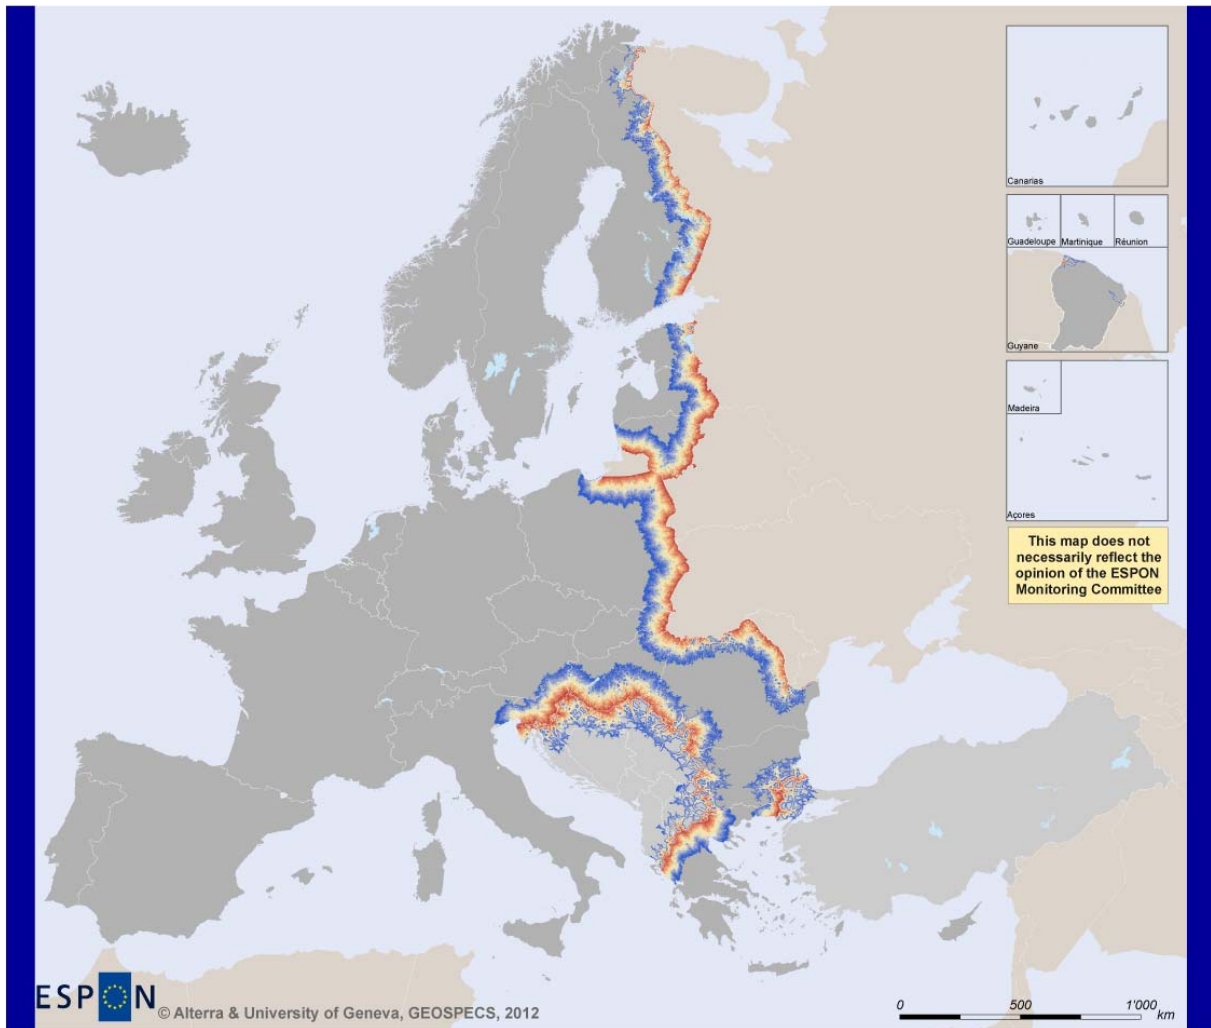 Canarias
Guadeloupe
Martinique
Réunion
Guyane
Madeira
Açores
This map does not
necessarily reflect the
opinion of the ESPON
Monitoring Committee
ESPON
© Alterra & University of Geneva, GEOSPECS, 2012
0 500 1'000
km